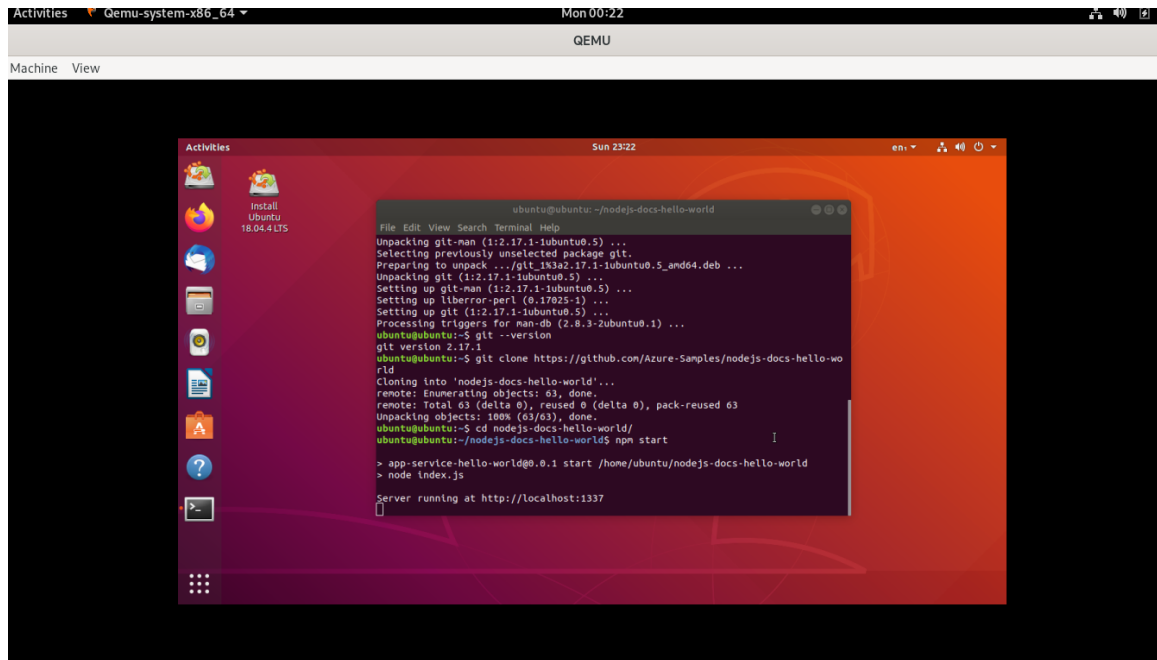 Activities Qemu-system-x86_64 Mon 00:22
QEMU
Machine View
Activities Sun 23:22 en₁
Install
Ubuntu
18.04.4 LTS
ubuntu@ubuntu: ~/nodejs-docs-hello-world
File Edit View Search Terminal Help
Unpacking git-man (1:2.17.1-1ubuntu0.5) ...
Selecting previously unselected package git.
Preparing to unpack .../git_1%3a2.17.1-1ubuntu0.5_amd64.deb ...
Unpacking git (1:2.17.1-1ubuntu0.5) ...
Setting up git-man (1:2.17.1-1ubuntu0.5) ...
Setting up liberror-perl (0.17025-1) ...
Setting up git (1:2.17.1-1ubuntu0.5) ...
Processing triggers for man-db (2.8.3-2ubuntu0.1) ...
ubuntu@ubuntu:~$ git --version
git version 2.17.1
ubuntu@ubuntu:~$ git clone https://github.com/Azure-Samples/nodejs-docs-hello-wo
rld
Cloning into 'nodejs-docs-hello-world'...
remote: Enumerating objects: 63, done.
remote: Total 63 (delta 0), reused 0 (delta 0), pack-reused 63
Unpacking objects: 100% (63/63), done.
ubuntu@ubuntu:~$ cd nodejs-docs-hello-world/
ubuntu@ubuntu:~/nodejs-docs-hello-world$ npm start
> app-service-hello-world@0.0.1 start /home/ubuntu/nodejs-docs-hello-world
> node index.js
Server running at http://localhost:1337